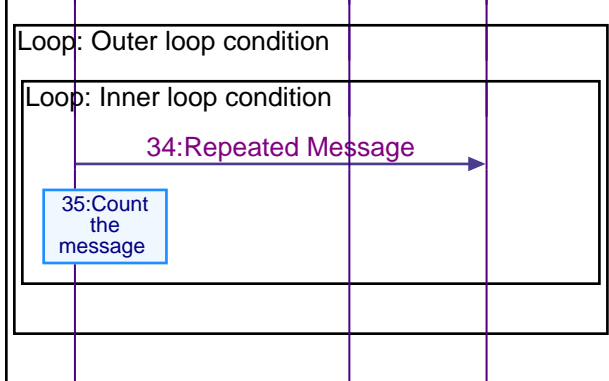 Loop: Outer loop condition
Loop: Inner loop condition
34:Repeated Message
35:Count
the
message